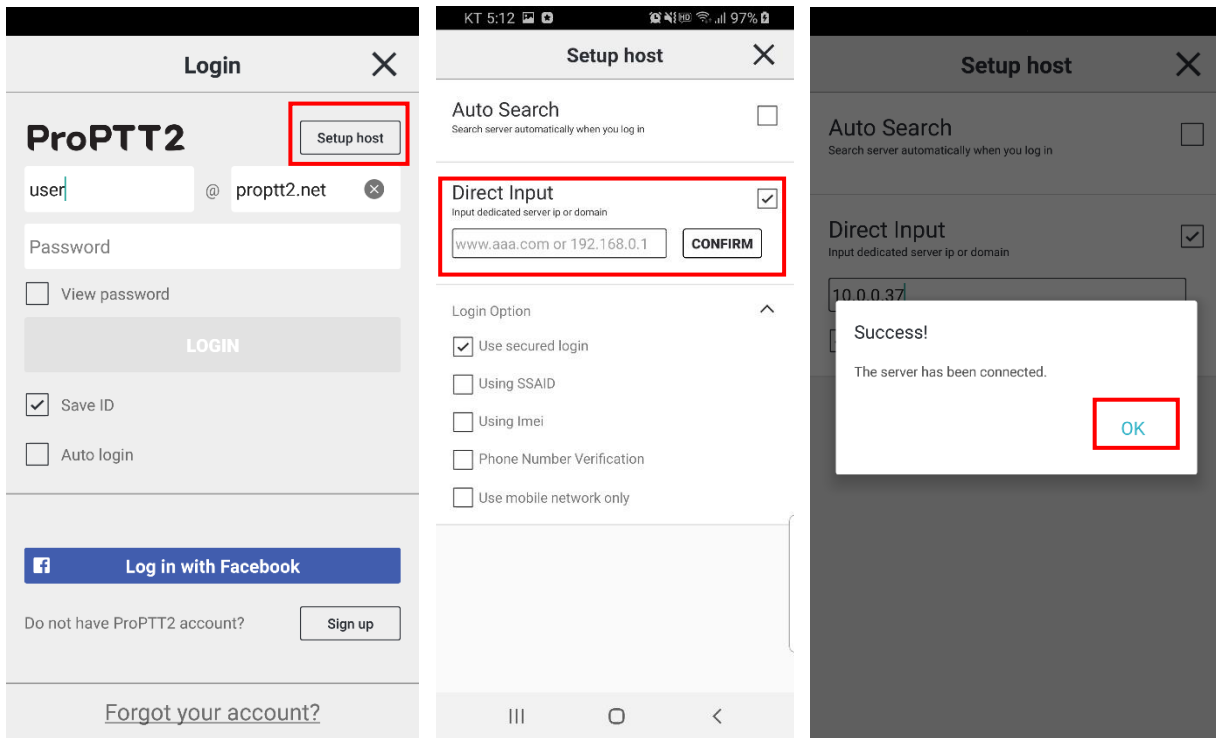 Login
ProPTT2
Setup host
user
@
proptt2.net
Password
View password
LOGIN
Save ID
Auto login
Log in with Facebook
Do not have ProPTT2 account?
Sign up
Forgot your account?
KT 5:12
97%
Setup host
Auto Search
Search server automatically when you log in
Direct Input
Input dedicated server ip or domain
www.aaa.com or 192.168.0.1
CONFIRM
Login Option
Use secured login
Using SSAID
Using Imei
Phone Number Verification
Use mobile network only
Setup host
Auto Search
Search server automatically when you log in
Direct Input
Input dedicated server ip or domain
10.0.0.37
Success!
The server has been connected.
OK